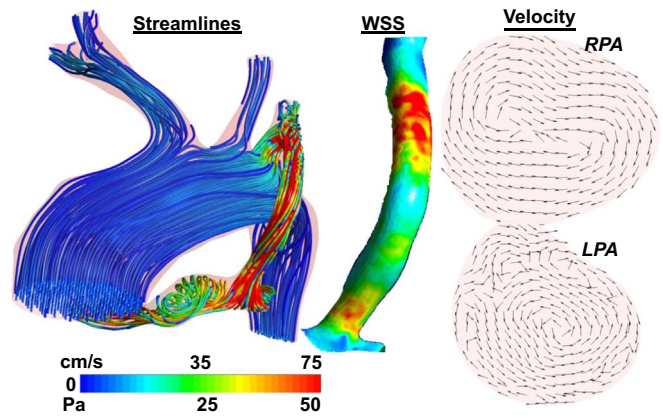 Streamlines
WSS
Velocity
RPA
LPA
cm/s 35 75
0
Pa 25 50